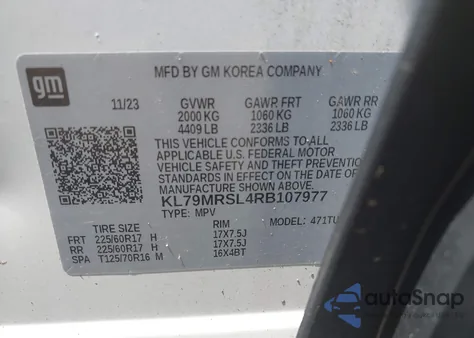 gm
MFD BY GM KOREA COMPANY
11/23 GVWR GAWR FRT GAWR RR
2000 KG 1060 KG 1060 KG
4409 LB 2336 LB 2336 LB
THIS VEHICLE CONFORMS TO ALL
APPLICABLE U.S. FEDERAL MOTOR
VEHICLE SAFETY AND THEFT
PREVENTION STANDARDS IN EFFECT
ON THE DATE OF MANUFACTURE
KL79MRSL4RB107977
TYPE: MPV MODEL: 471TU
TIRE SIZE RIM
FRT 225/60R17 H 17X7.5J
RR 225/60R17 H 17X7.5J
SPA T125/70R16 M 16X4BT
autoSnap